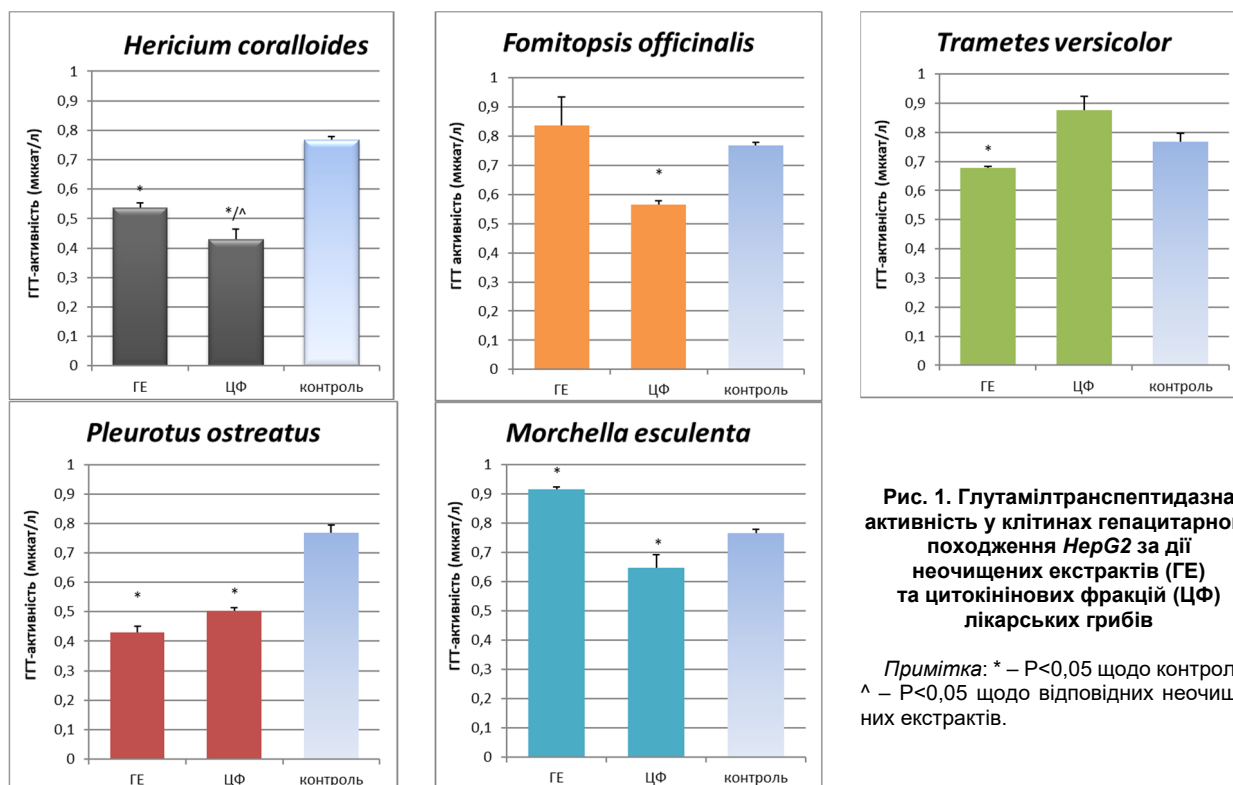 Hericium coralloides
ГГТ-активність (мккат/л)
1
0,9
0,8
0,7
0,6
0,5
0,4
0,3
0,2
0,1
0
*
*/^
ГЕ ЦФ контроль
Fomitopsis officinalis
ГГТ активність (мккат/л)
1
0,9
0,8
0,7
0,6
0,5
0,4
0,3
0,2
0,1
0
*
ГЕ ЦФ контроль
Trametes versicolor
ГГТ-активність (мккат/л)
1
0,9
0,8
0,7
0,6
0,5
0,4
0,3
0,2
0,1
0
*
ГЕ ЦФ контроль
Pleurotus ostreatus
ГГТ-активність (мккат/л)
1
0,9
0,8
0,7
0,6
0,5
0,4
0,3
0,2
0,1
0
* *
ГЕ ЦФ контроль
Morchella esculenta
ГГТ-активність (мккат/л)
1
0,9
0,8
0,7
0,6
0,5
0,4
0,3
0,2
0,1
0
*
*
ГЕ ЦФ контроль
Рис. 1. Глутамілтранспептидазна
активність у клітинах гепацитарно
походження HepG2 за дії
неочищених екстрактів (ГЕ)
та цитокінінових фракцій (ЦФ)
лікарських грибів
Примітка: * – P<0,05 щодо контрол
^ – P<0,05 щодо відповідних неочищ
них екстрактів.